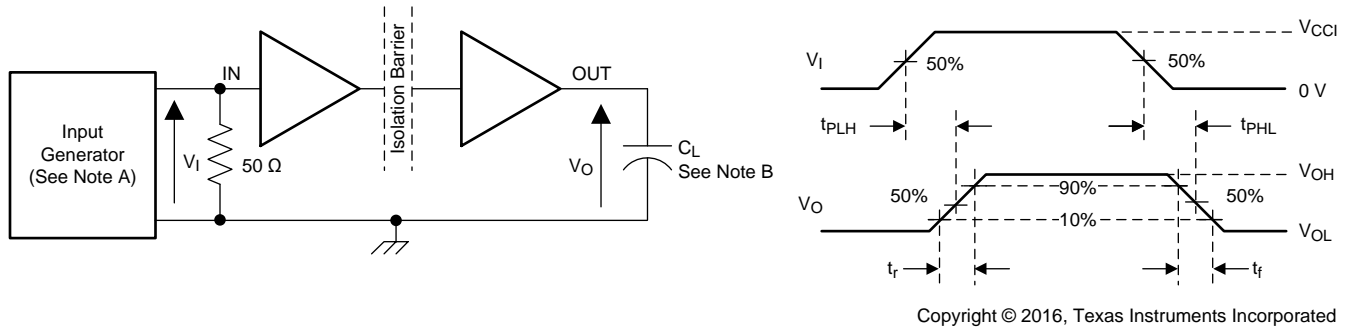 Input
Generator
(See Note A)
V_I
IN
50 Ω
Isolation Barrier
OUT
V_O
C_L
See Note B
V_I
50%
50%
V_CCI
0 V
t_PLH
t_PHL
V_O
50%
90%
10%
50%
V_OH
V_OL
t_r
t_f
Copyright © 2016, Texas Instruments Incorporated